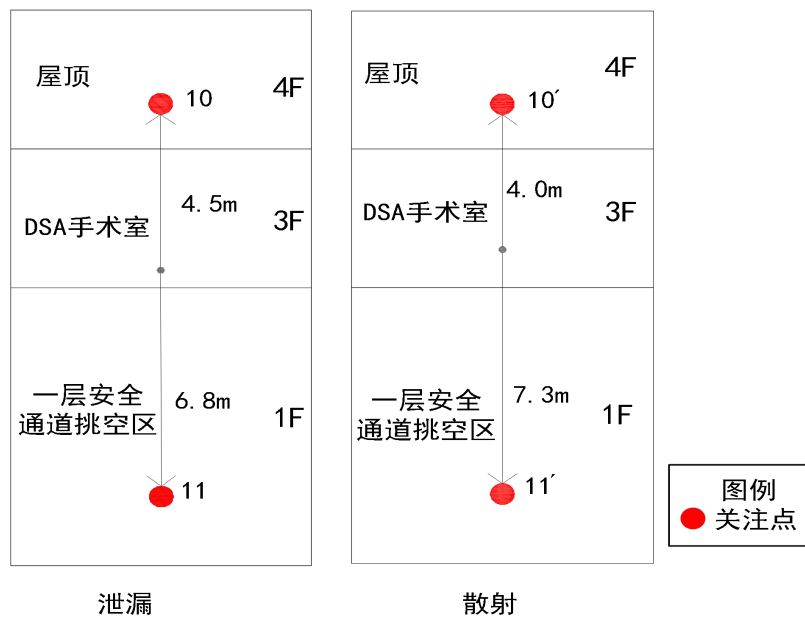 屋顶
4F
10
DSA手术室
4.5m
3F
一层安全
通道挑空区
6.8m
1F
11
泄漏
屋顶
4F
10′
DSA手术室
4.0m
3F
一层安全
通道挑空区
7.3m
1F
11′
散射
图例
关注点